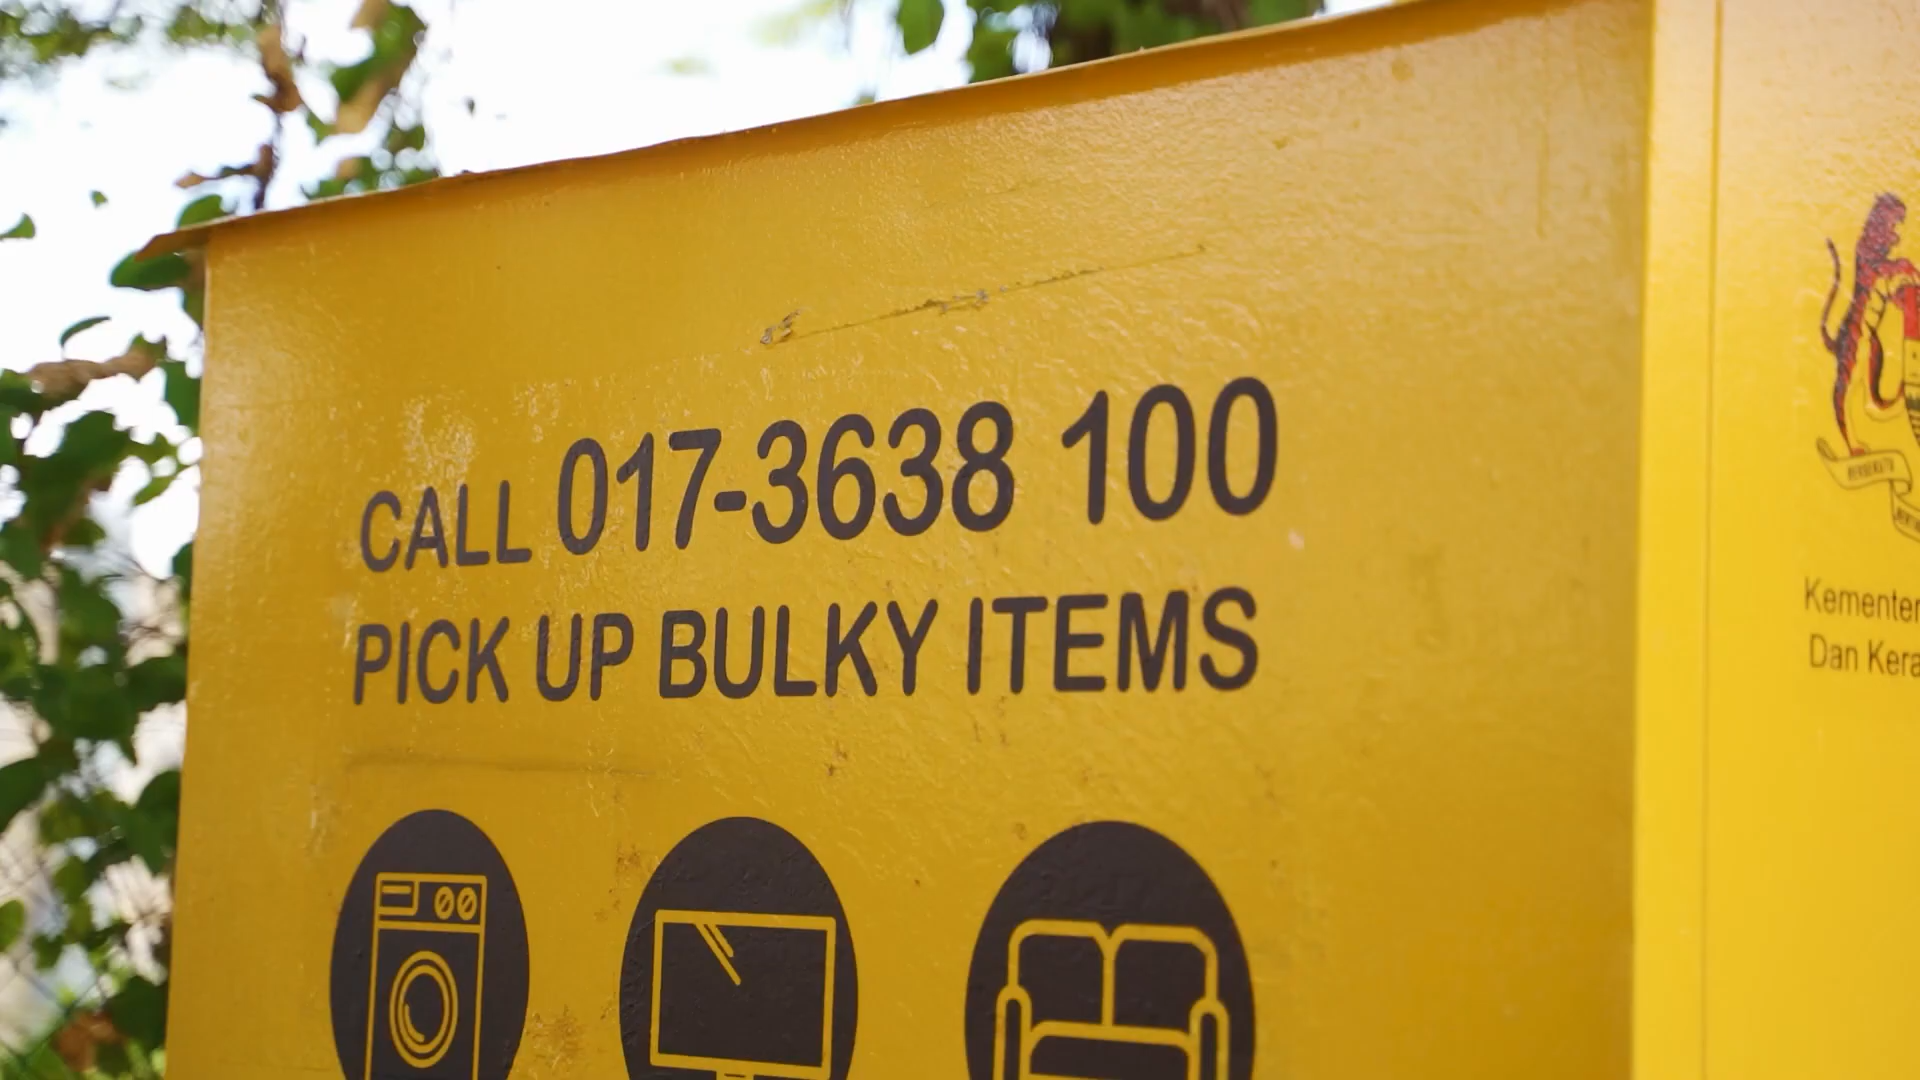 CALL 017-3638 100
PICK UP BULKY ITEMS
Kementer
Dan Kera